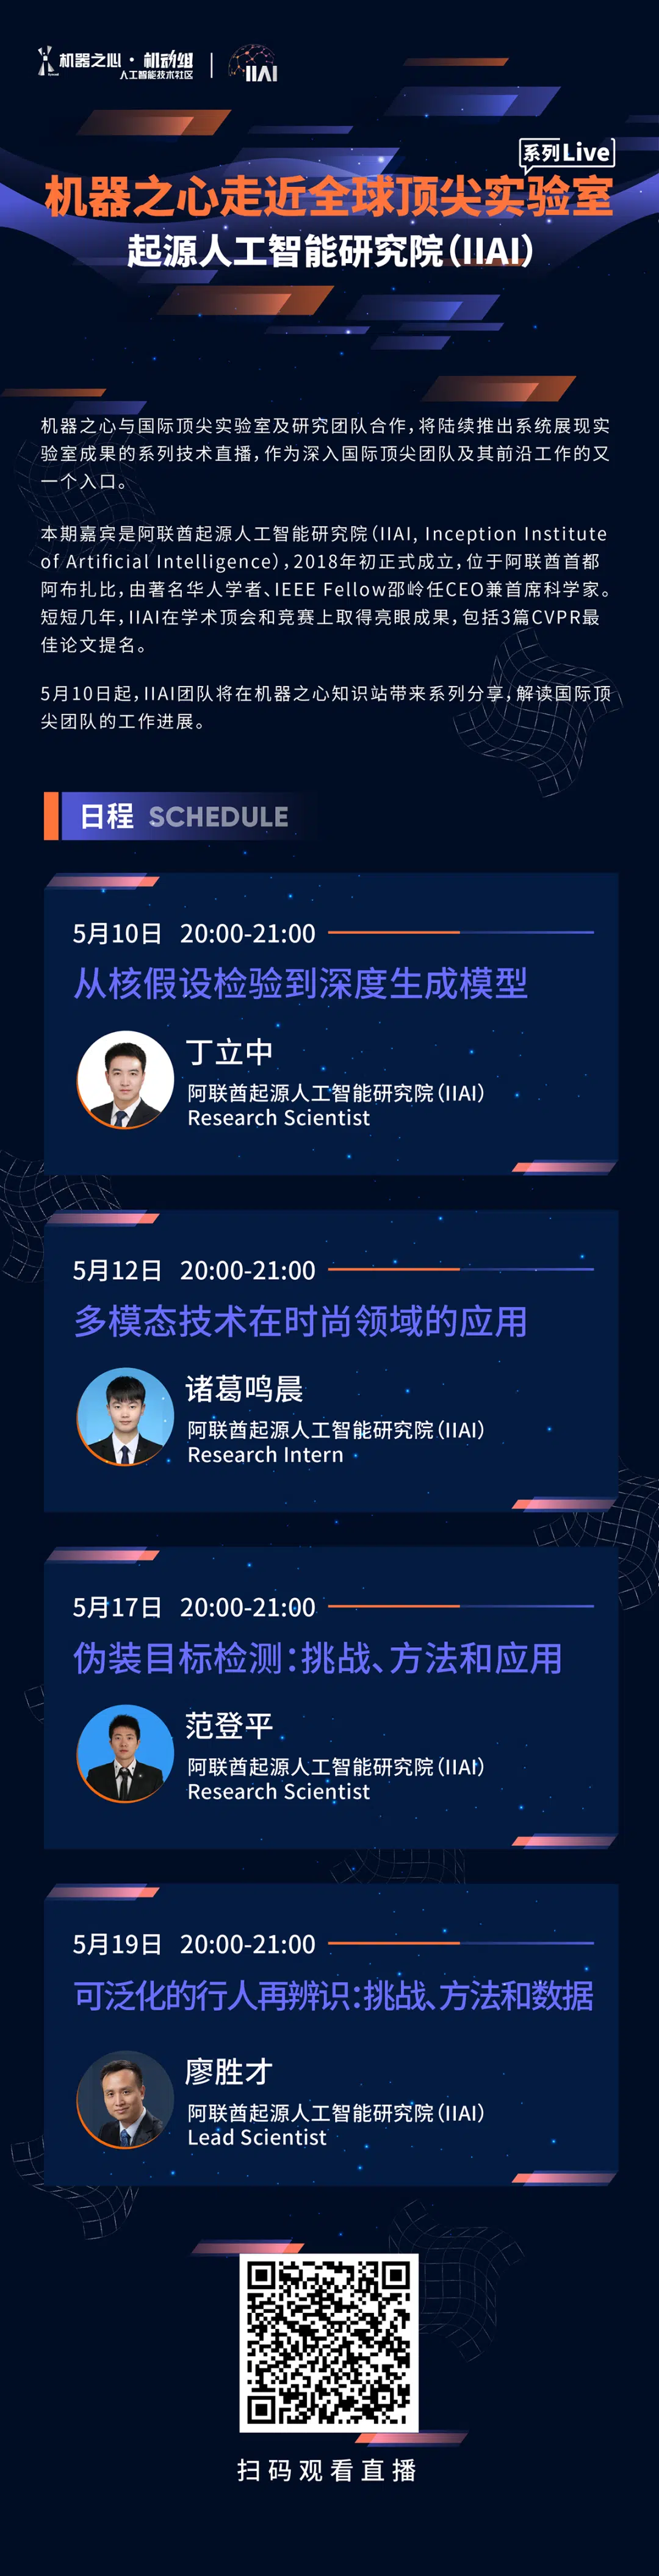 机器之心·机动组
人工智能技术社区
IIAI
系列Live
机器之心走近全球顶尖实验室
起源人工智能研究院(IIAI)
机器之心与国际顶尖实验室及研究团队合作,将陆续推出系统展现实
验室成果的系列技术直播,作为深入国际顶尖团队及其前沿工作的又
一个入口。
本期嘉宾是阿联酋起源人工智能研究院(IIAI, Inception Institute
of Artificial Intelligence),2018年初正式成立,位于阿联酋首都
阿布扎比,由著名华人学者、IEEE Fellow邵岭任CEO兼首席科学家。
短短几年,IIAI在学术顶会和竞赛上取得亮眼成果,包括3篇CVPR最
佳论文提名。
5月10日起,IIAI团队将在机器之心知识站带来系列分享,解读国际顶
尖团队的工作进展。
日程 SCHEDULE
5月10日 20:00-21:00
从核假设检验到深度生成模型
丁立中
阿联酋起源人工智能研究院(IIAI)
Research Scientist
5月12日 20:00-21:00
多模态技术在时尚领域的应用
诸葛鸣晨
阿联酋起源人工智能研究院(IIAI)
Research Intern
5月17日 20:00-21:00
伪装目标检测:挑战、方法和应用
范登平
阿联酋起源人工智能研究院(IIAI)
Research Scientist
5月19日 20:00-21:00
可泛化的行人再辨识:挑战、方法和数据
廖胜才
阿联酋起源人工智能研究院(IIAI)
Lead Scientist
扫码观看直播